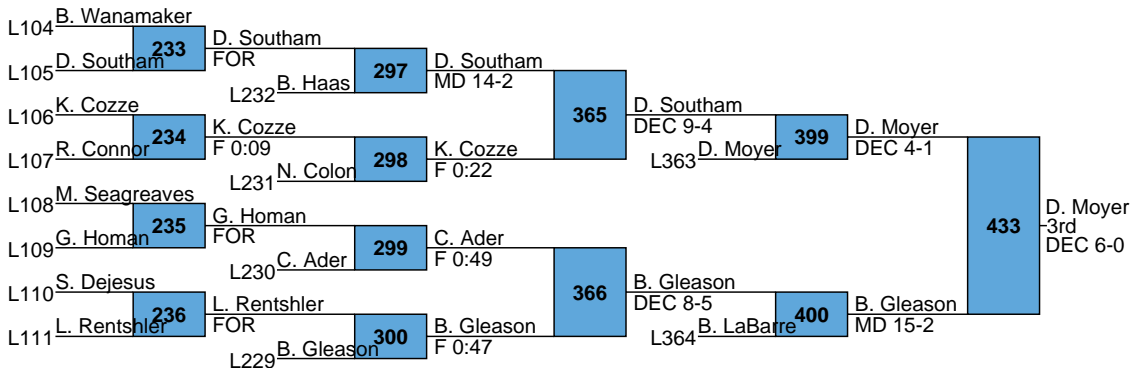 L104 B. Wanamaker
233
D. Southam
FOR
L105 D. Southam
297
D. Southam
MD 14-2
L232 B. Haas
L106 K. Cozze
234
K. Cozze
F 0:09
L107 R. Connor
298
K. Cozze
F 0:22
L231 N. Colon
365
D. Southam
DEC 9-4
L363 D. Moyer
399
D. Moyer
DEC 4-1
L108 M. Seagreaves
235
G. Homan
FOR
L109 G. Homan
299
C. Ader
F 0:49
L230 C. Ader
L110 S. Dejesus
236
L. Rentshler
FOR
L111 L. Rentshler
300
B. Gleason
F 0:47
L229 B. Gleason
366
B. Gleason
DEC 8-5
L364 B. LaBarre
400
B. Gleason
MD 15-2
433
D. Moyer
3rd
DEC 6-0